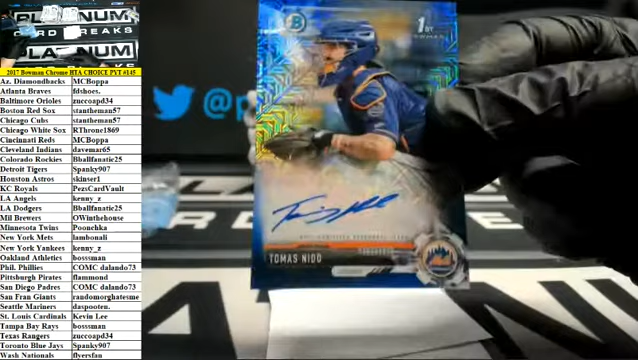 PLATINUM
CARD BREAKS
PLATINUM
2017 Bowman Chrome HTA CHOICE PYT #145
Az. Diamondbacks MCBoppa
Atlanta Braves fdshoes.
Baltimore Orioles zuccoapd34
Boston Red Sox stantheman57
Chicago Cubs stantheman57
Chicago White Sox RThrone1869
Cincinnati Reds MCBoppa
Cleveland Indians davemar65
Colorado Rockies Bballfanatic25
Detroit Tigers Spanky907
Houston Astros skinser1
KC Royals PezsCardVault
LA Angels kenny_z
LA Dodgers Bballfanatic25
Mil Brewers OWinthehouse
Minnesota Twins Poonchka
New York Mets lambonali
New York Yankees kenny_z
Oakland Athletics bosssman
Phil. Phillies COMC dalando73
Pittsburgh Pirates flammond
San Diego Padres COMC dalando73
San Fran Giants randomorghatesme
Seattle Mariners daspooten.
St. Louis Cardinals Kevin Lee
Tampa Bay Rays bosssman
Texas Rangers zuccoapd34
Toronto Blue Jays Spanky907
Wash Nationals flyersfan
@p
B
1ST
BOWMAN
TOMAS NIDO